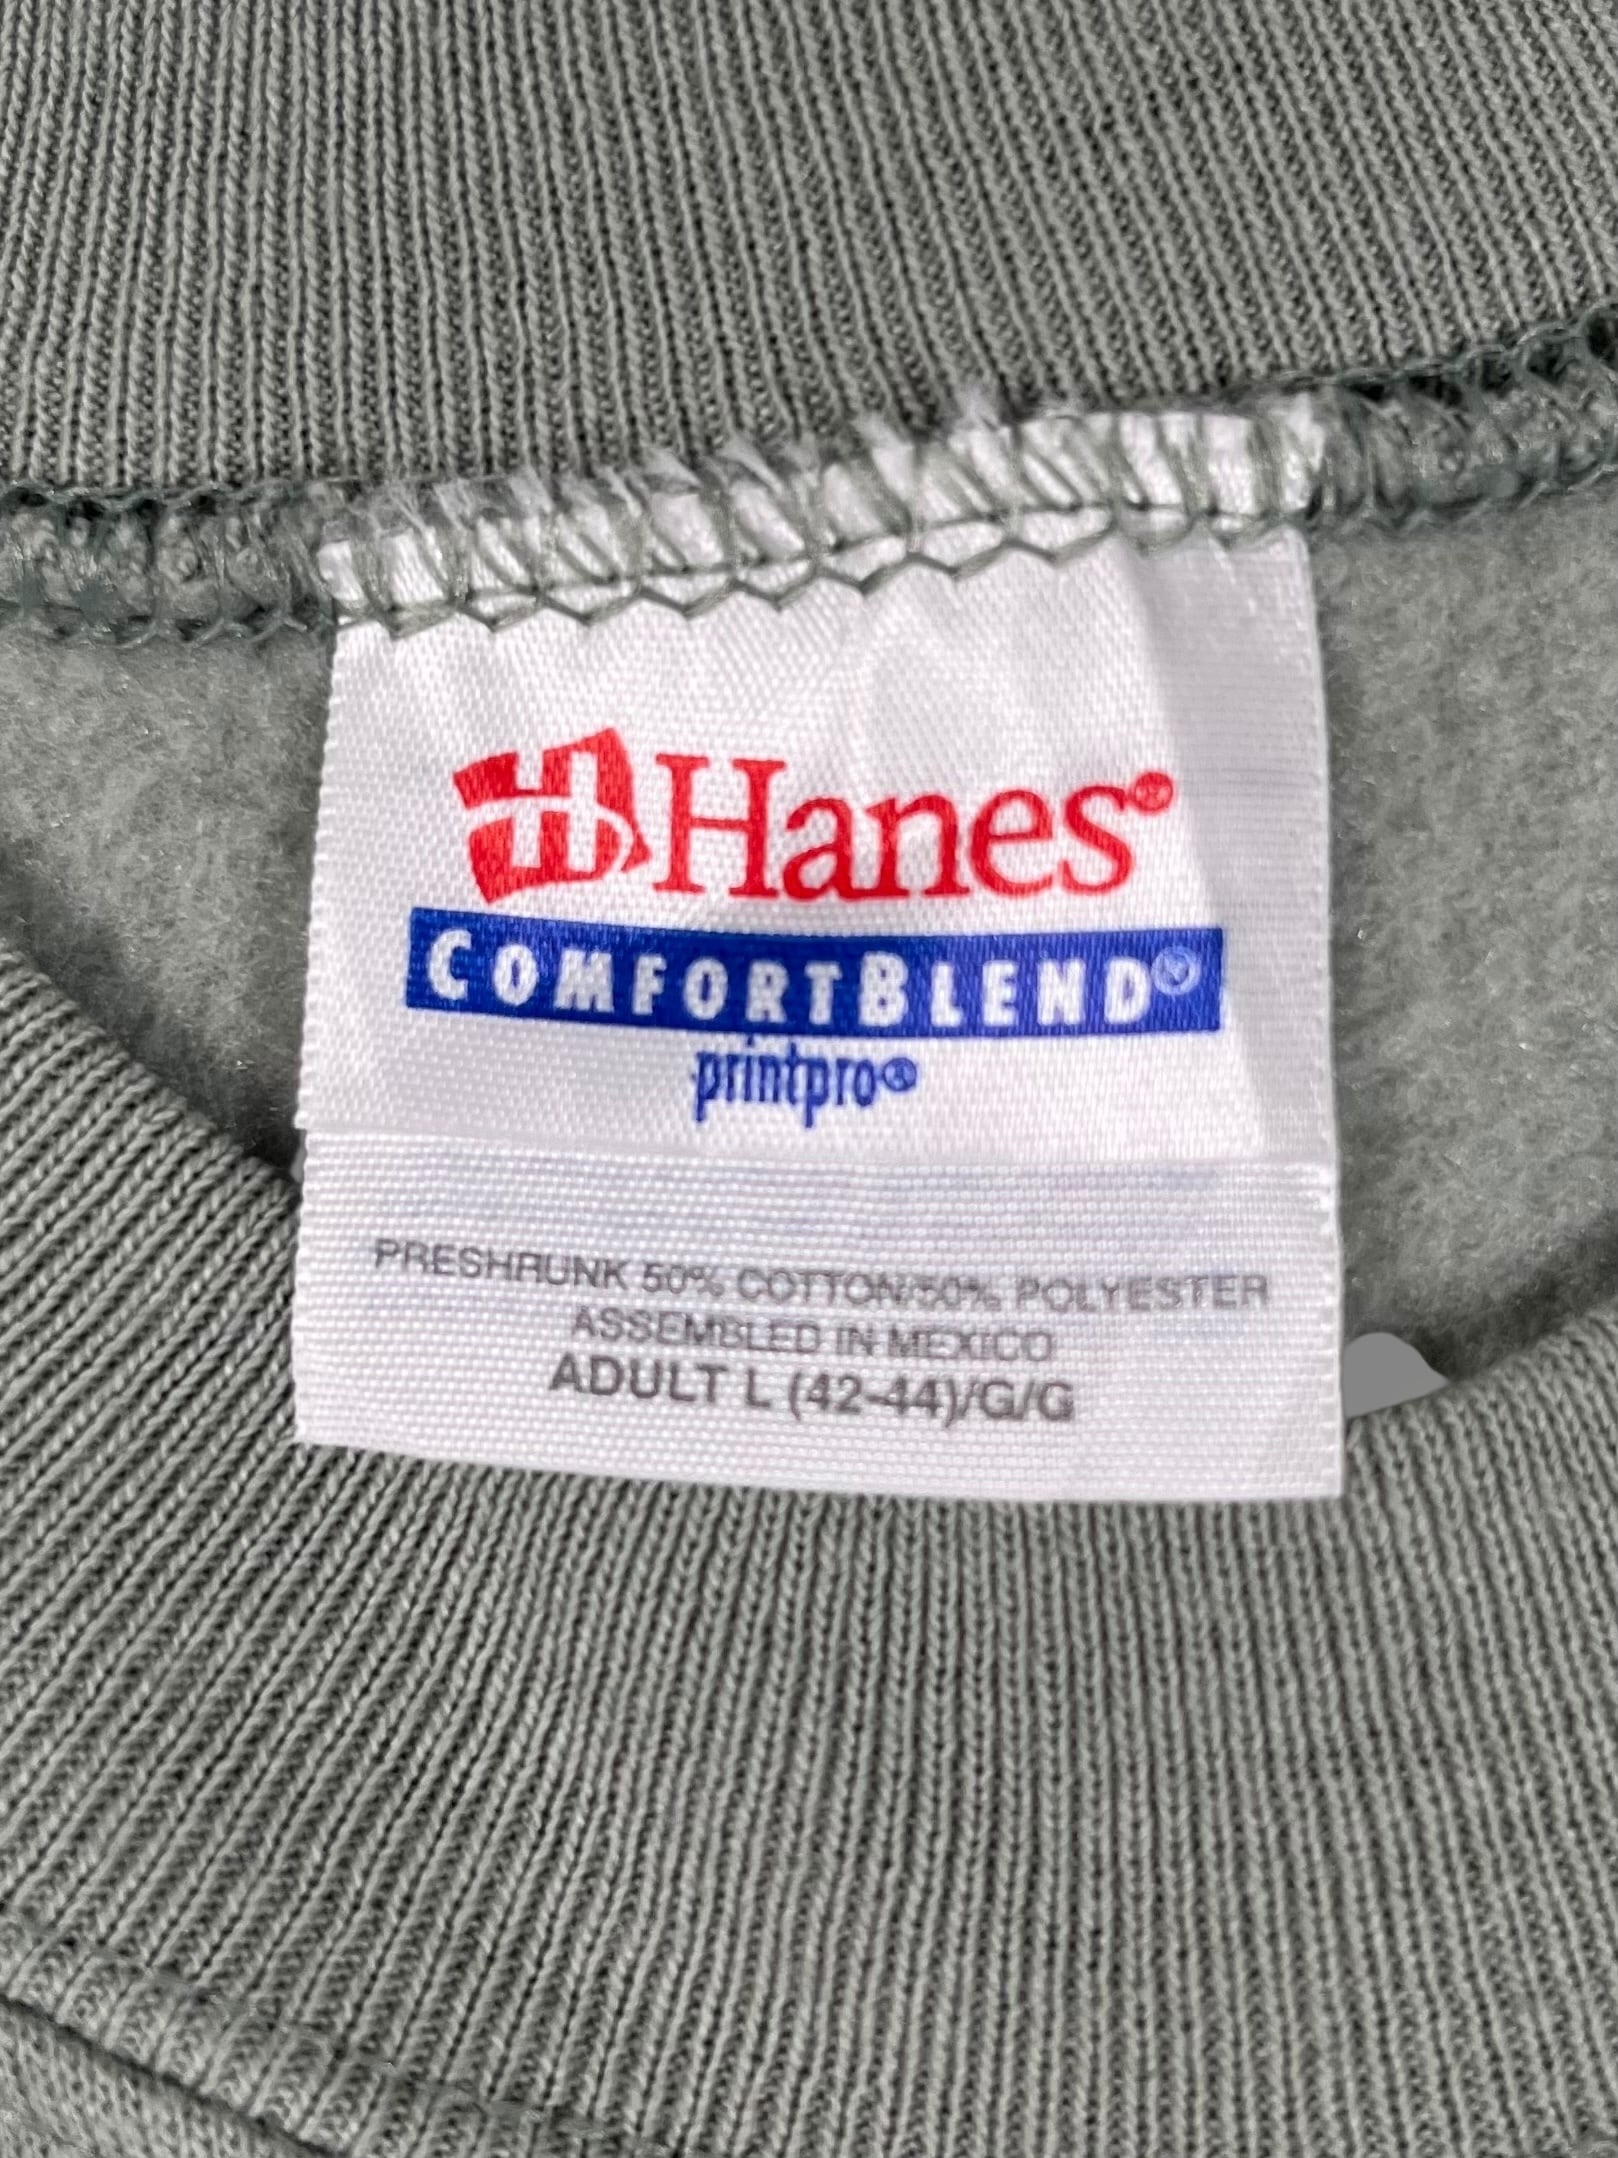 Hanes®
COMFORTBLEND®
printpro®
PRESHRUNK 50% COTTON/50% POLYESTER
ASSEMBLED IN MEXICO
ADULT L (42-44)/G/G